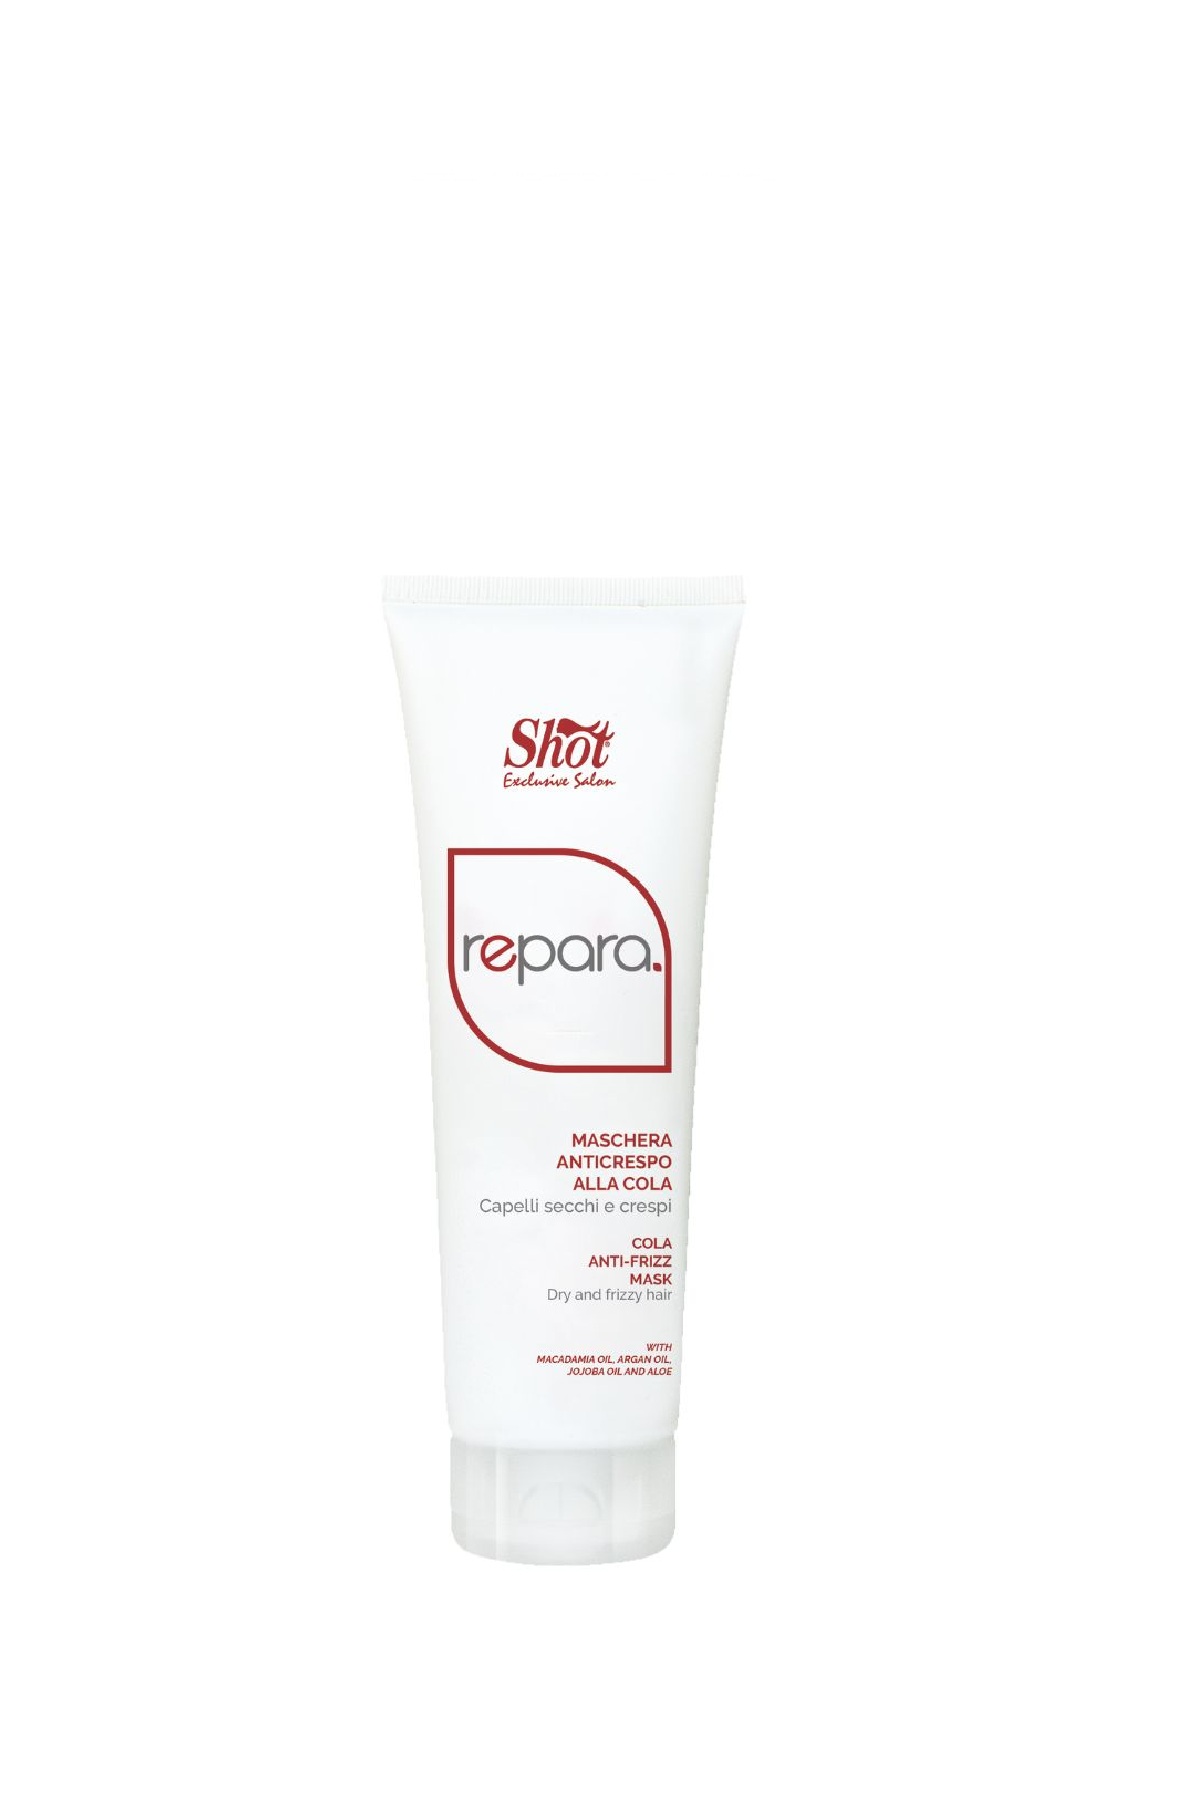 Shot®
Exclusive Salon
repara.
MASCHERA
ANTICRESPO
ALLA COLA
Capelli secchi e crespi
COLA
ANTI-FRIZZ
MASK
Dry and frizzy hair
WITH
MACADAMIA OIL, ARGAN OIL,
JOJOBA OIL AND ALOE